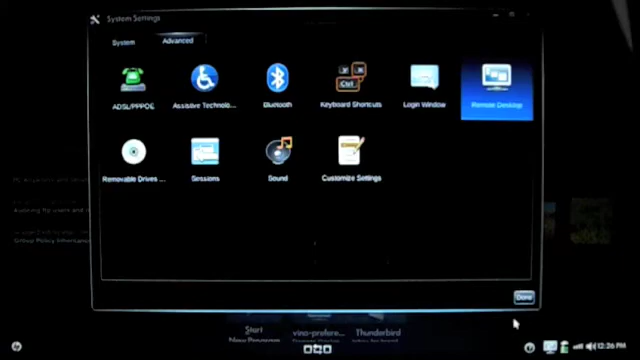 System Settings
System
Advanced
ADSL/PPPOE
Assistive Technolo...
Bluetooth
Keyboard Shortcuts
Login Window
Remote Desktop
Ctrl
Removable Drives ...
Sessions
Sound
Customize Settings
Done
Start
vino-prefere...
Thunderbird
12:26 PM